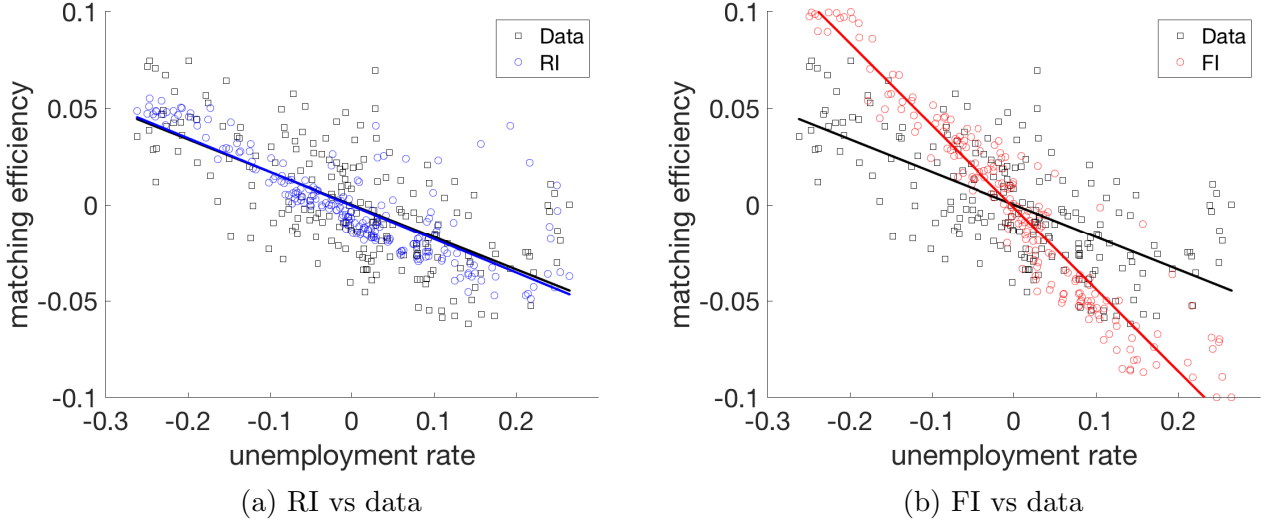 0.1
0.05
0
-0.05
-0.1
matching efficiency
-0.3
-0.2
-0.1
0
0.1
0.2
unemployment rate
Data
RI
(a) RI vs data
0.1
0.05
0
-0.05
-0.1
matching efficiency
-0.3
-0.2
-0.1
0
0.1
0.2
unemployment rate
Data
FI
(b) FI vs data